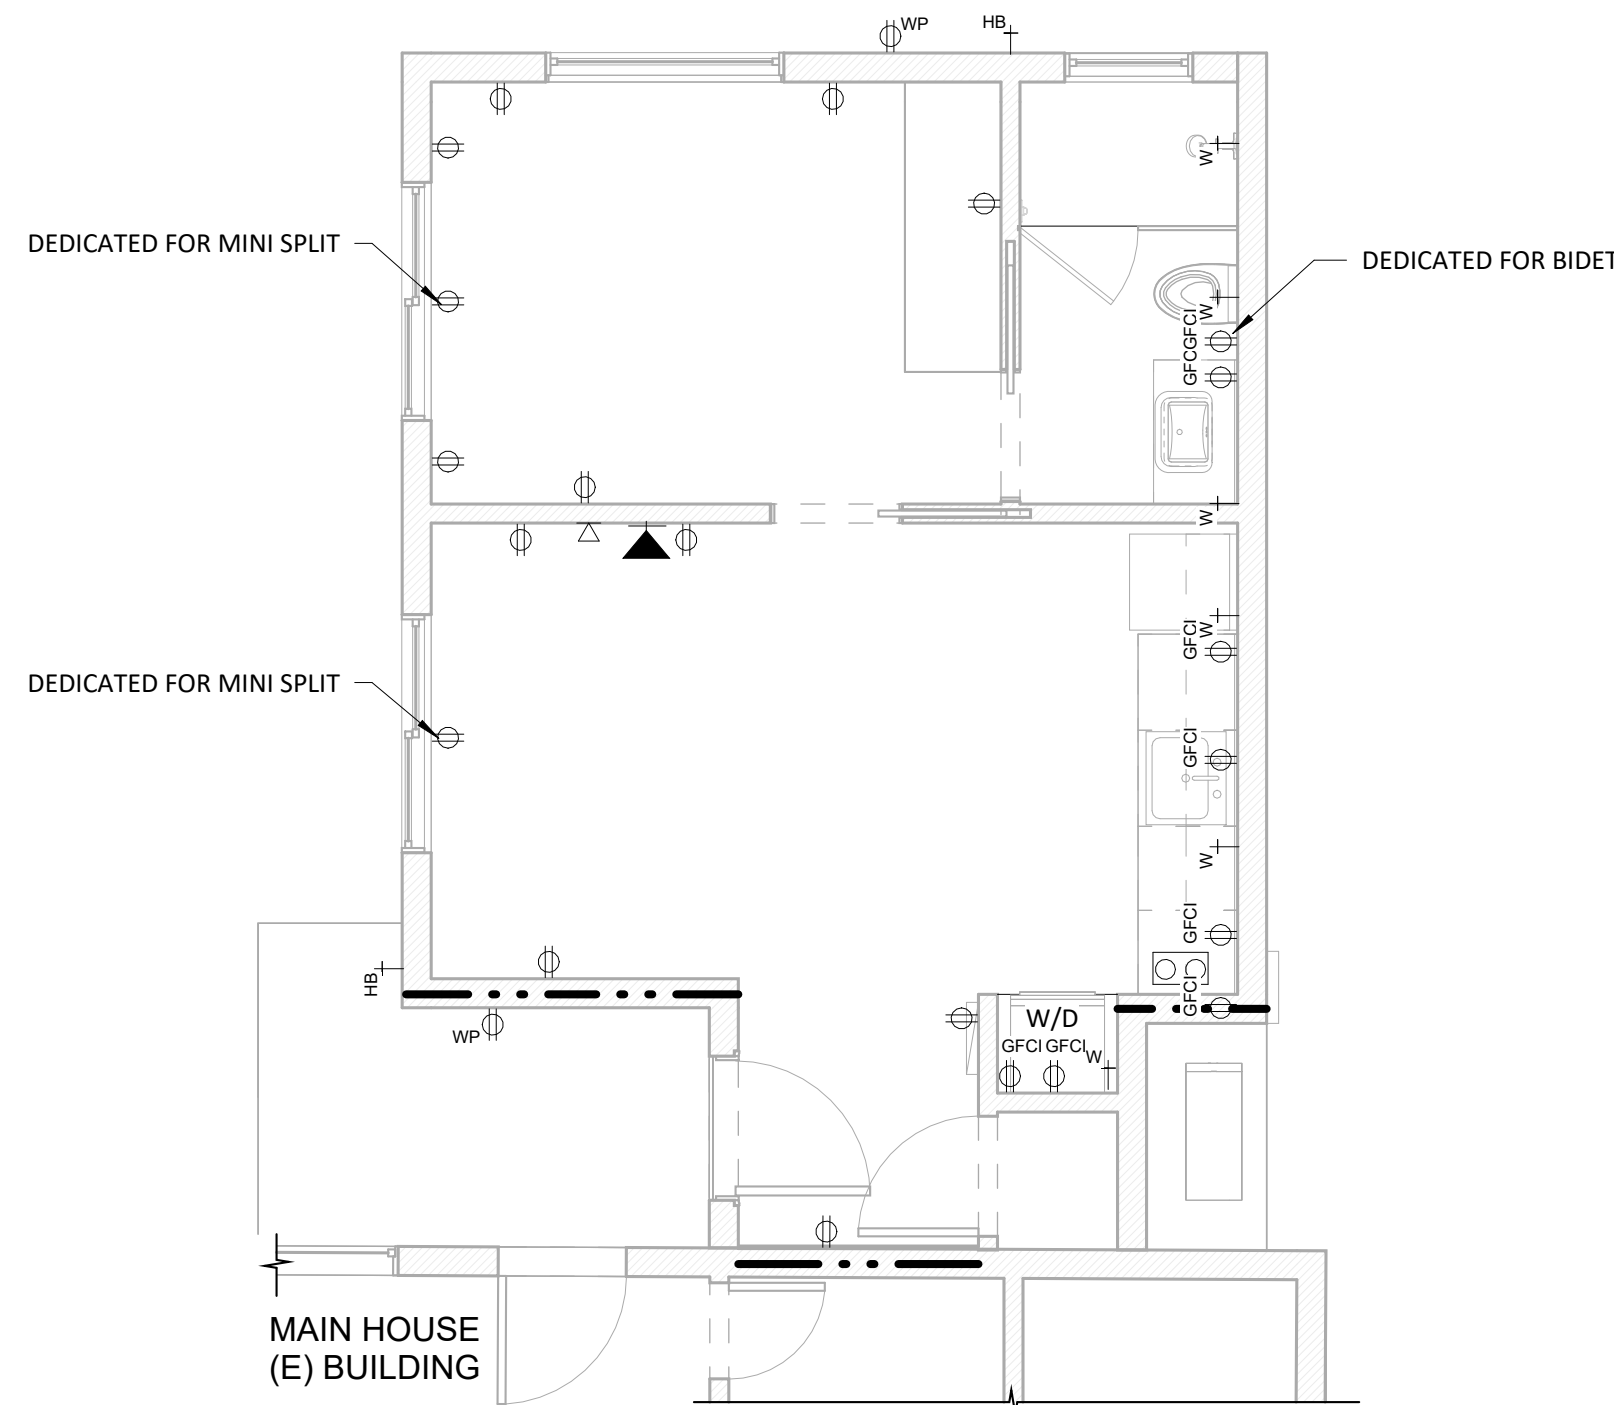 WP
HB
W
DEDICATED FOR MINI SPLIT
DEDICATED FOR BIDET
W
GFCI
GFC
W
W
GFCI
DEDICATED FOR MINI SPLIT
GFCI
W
GFCI
HB
GFCI
WP
W/D
GFCI GFCI W
MAIN HOUSE
(E) BUILDING